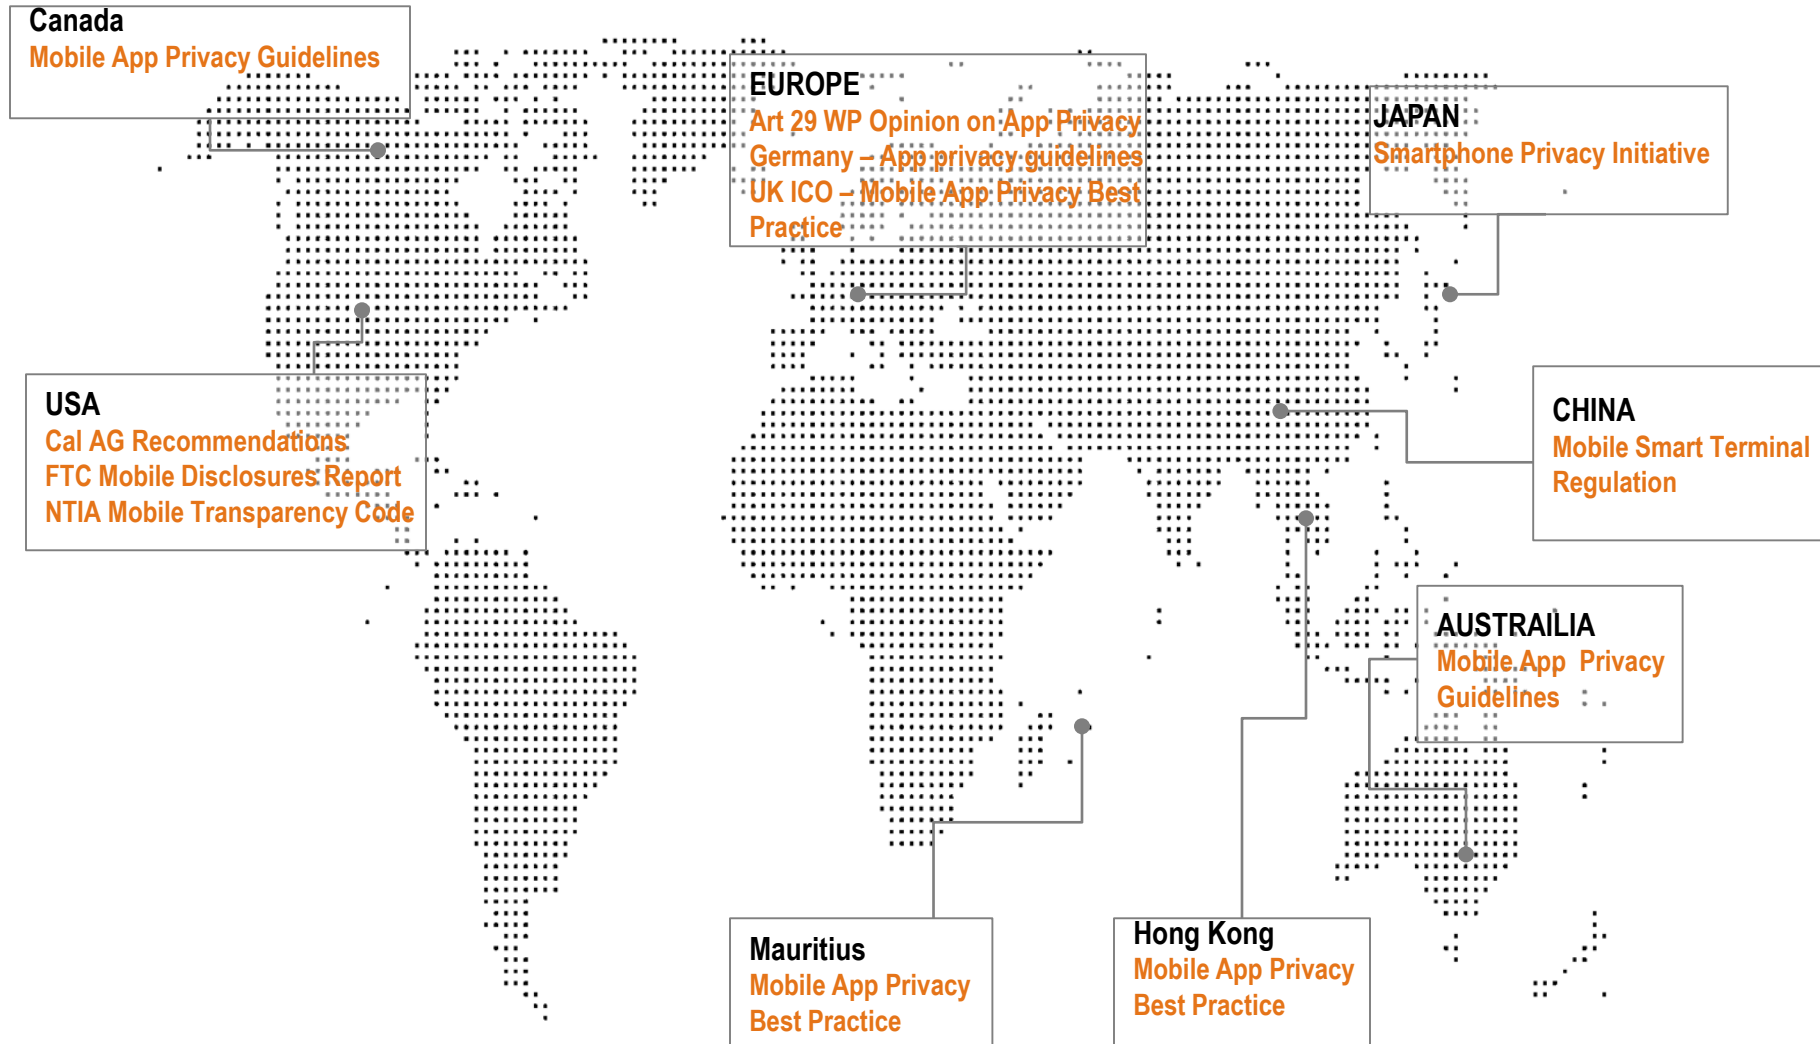 Canada
Mobile App Privacy Guidelines
EUROPE
Art 29 WP Opinion on App Privacy
Germany – App privacy guidelines
UK ICO – Mobile App Privacy Best
Practice
JAPAN
Smartphone Privacy Initiative
USA
Cal AG Recommendations
FTC Mobile Disclosures Report
NTIA Mobile Transparency Code
CHINA
Mobile Smart Terminal
Regulation
AUSTRAILIA
Mobile App Privacy
Guidelines
Mauritius
Mobile App Privacy
Best Practice
Hong Kong
Mobile App Privacy
Best Practice